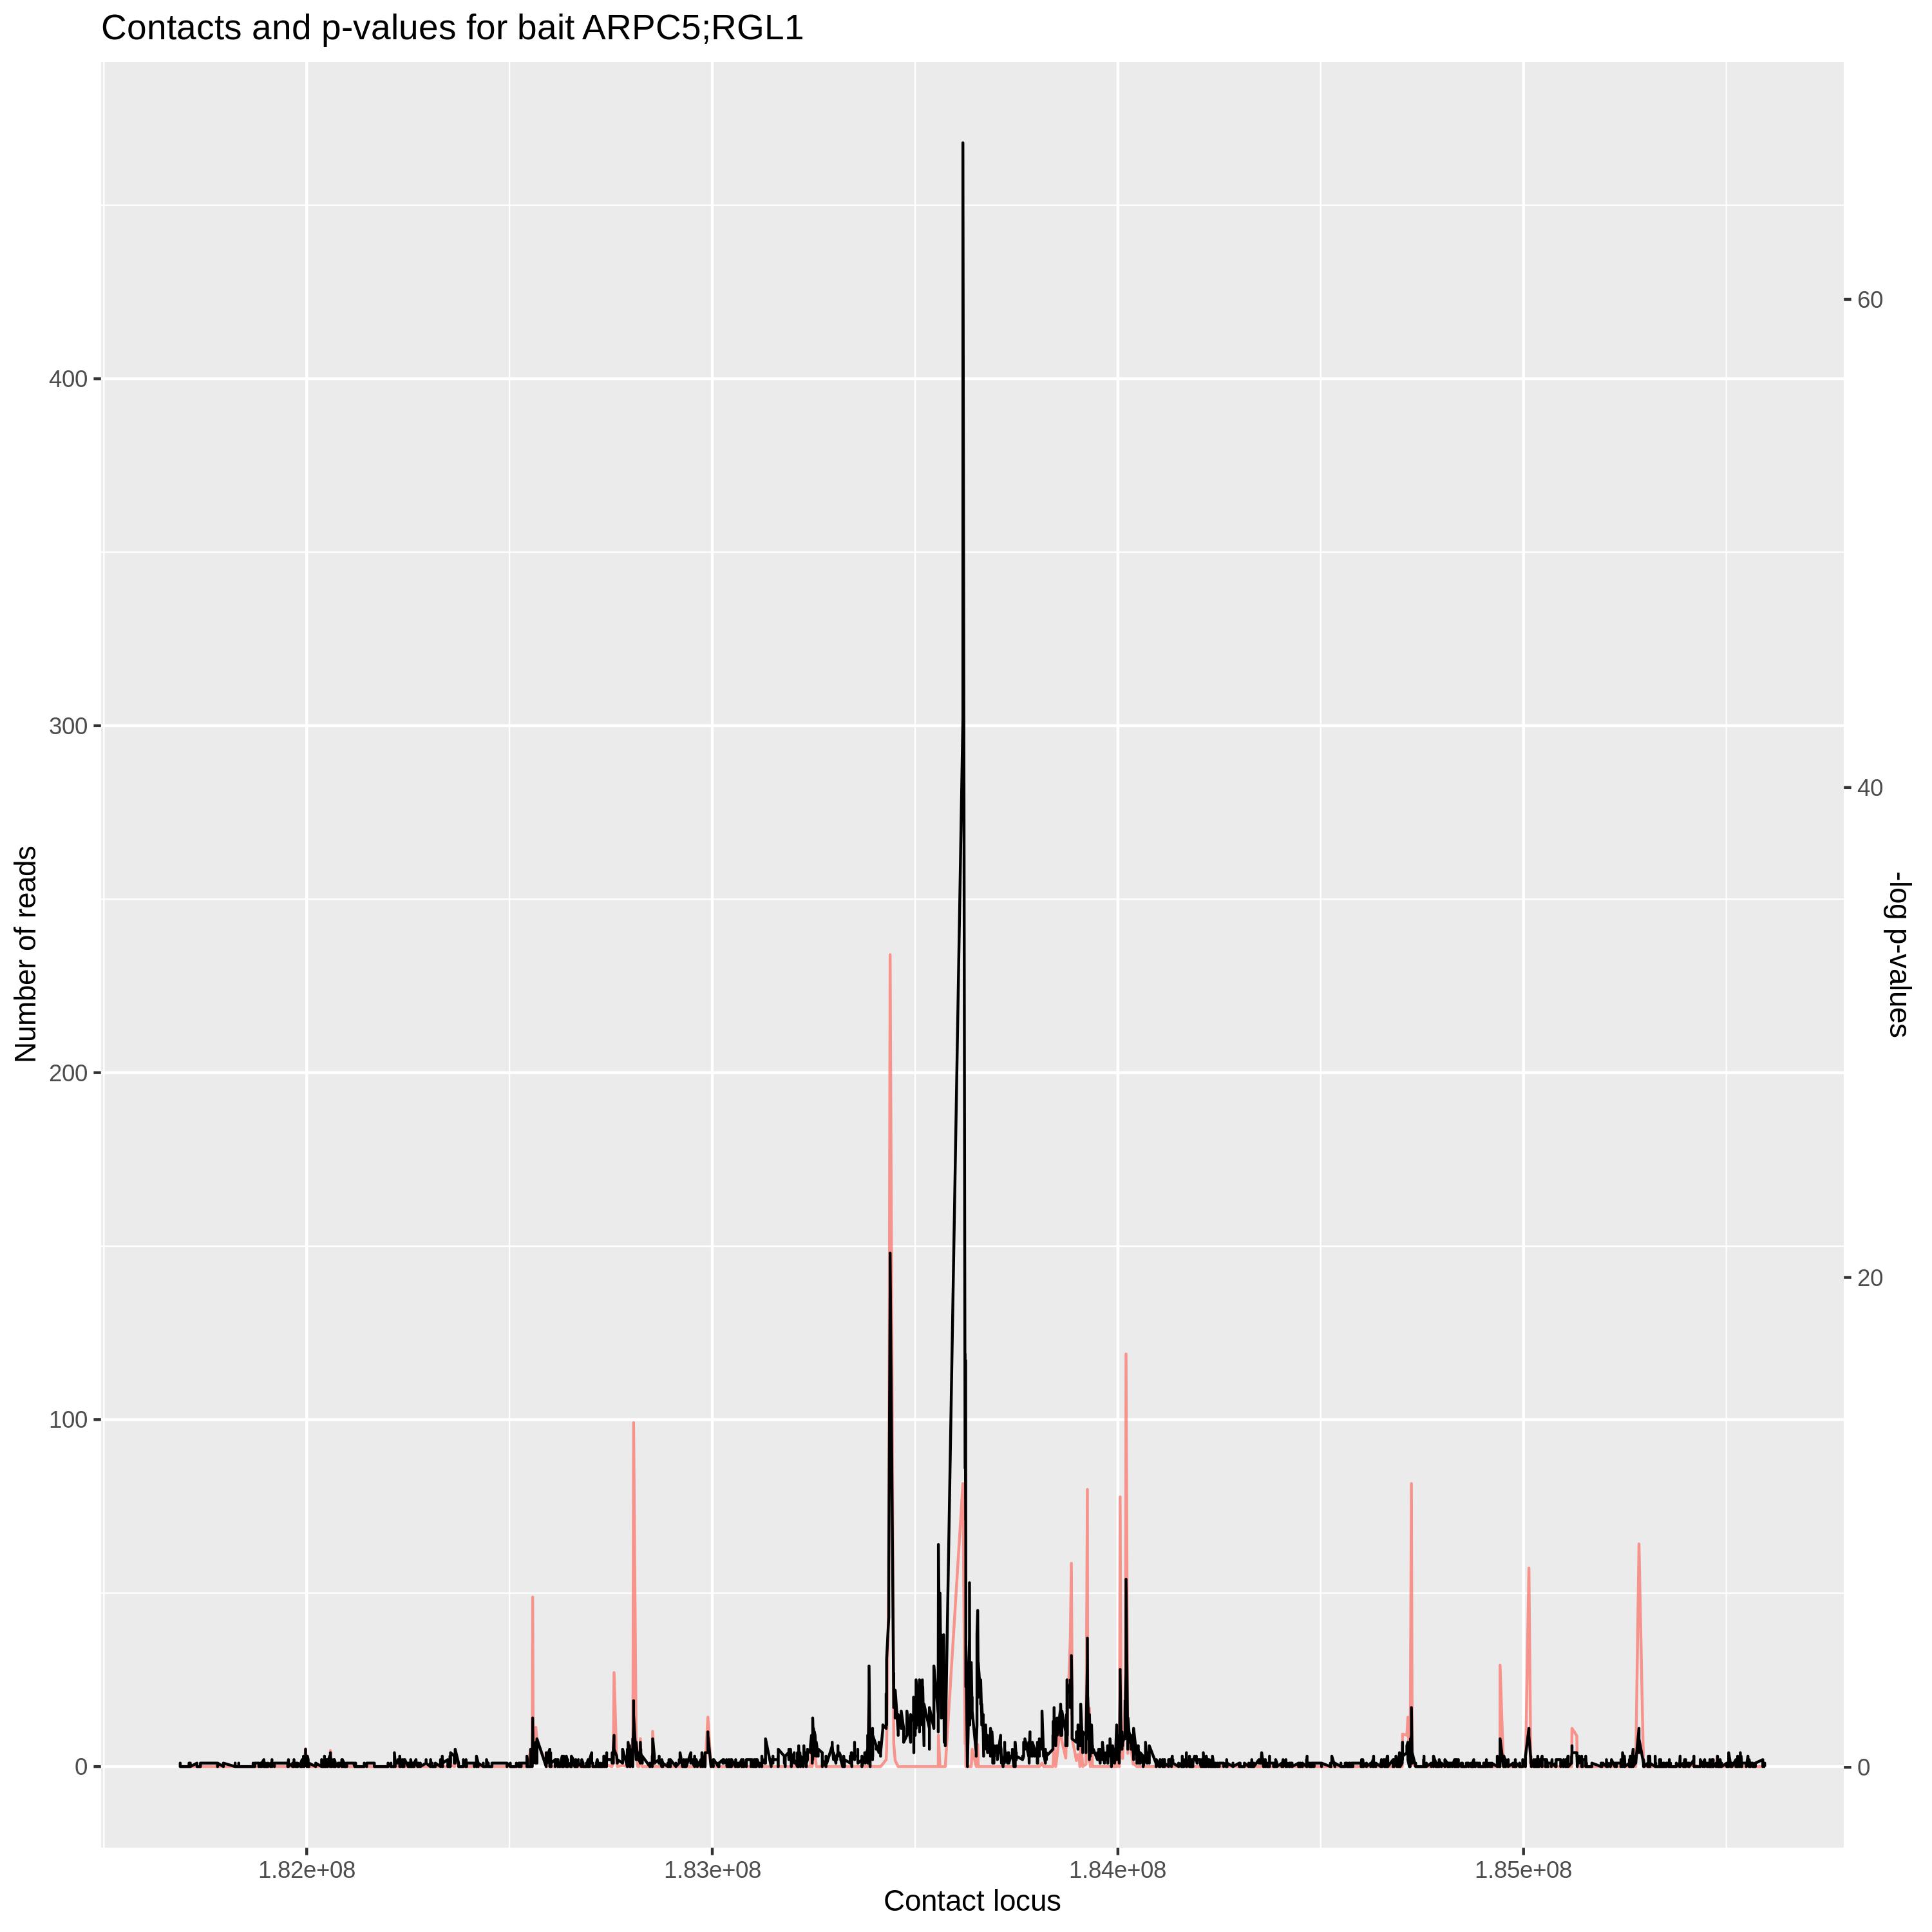 Contacts and p-values for bait ARPC5;RGL1
400
300
200
100
0
Number of reads
60
40
20
0
-log p-values
1.82e+08
1.83e+08
1.84e+08
1.85e+08
Contact locus